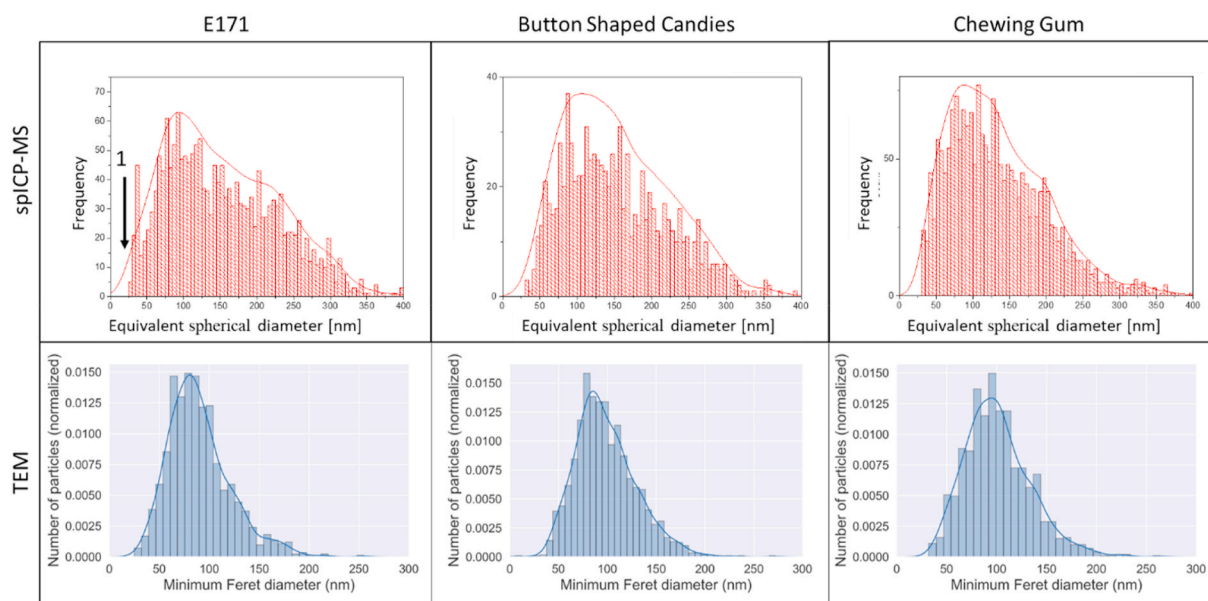 E171
Button Shaped Candies
Chewing Gum
spICP-MS
Frequency
70
60
50
40
30
20
10
0
1
0 50 100 150 200 250 300 350 400
Equivalent spherical diameter [nm]
Frequency
40
20
0
0 50 100 150 200 250 300 350 400
Equivalent spherical diameter [nm]
Frequency
50
0
0 50 100 150 200 250 300 350 400
Equivalent spherical diameter [nm]
TEM
Number of particles (normalized)
0.0150
0.0125
0.0100
0.0075
0.0050
0.0025
0.0000
0 50 100 150 200 250 300
Minimum Feret diameter (nm)
Number of particles (normalized)
0.0150
0.0125
0.0100
0.0075
0.0050
0.0025
0.0000
0 50 100 150 200 250 300
Minimum Feret diameter (nm)
Number of particles (normalized)
0.0150
0.0125
0.0100
0.0075
0.0050
0.0025
0.0000
0 50 100 150 200 250 300
Minimum Feret diameter (nm)